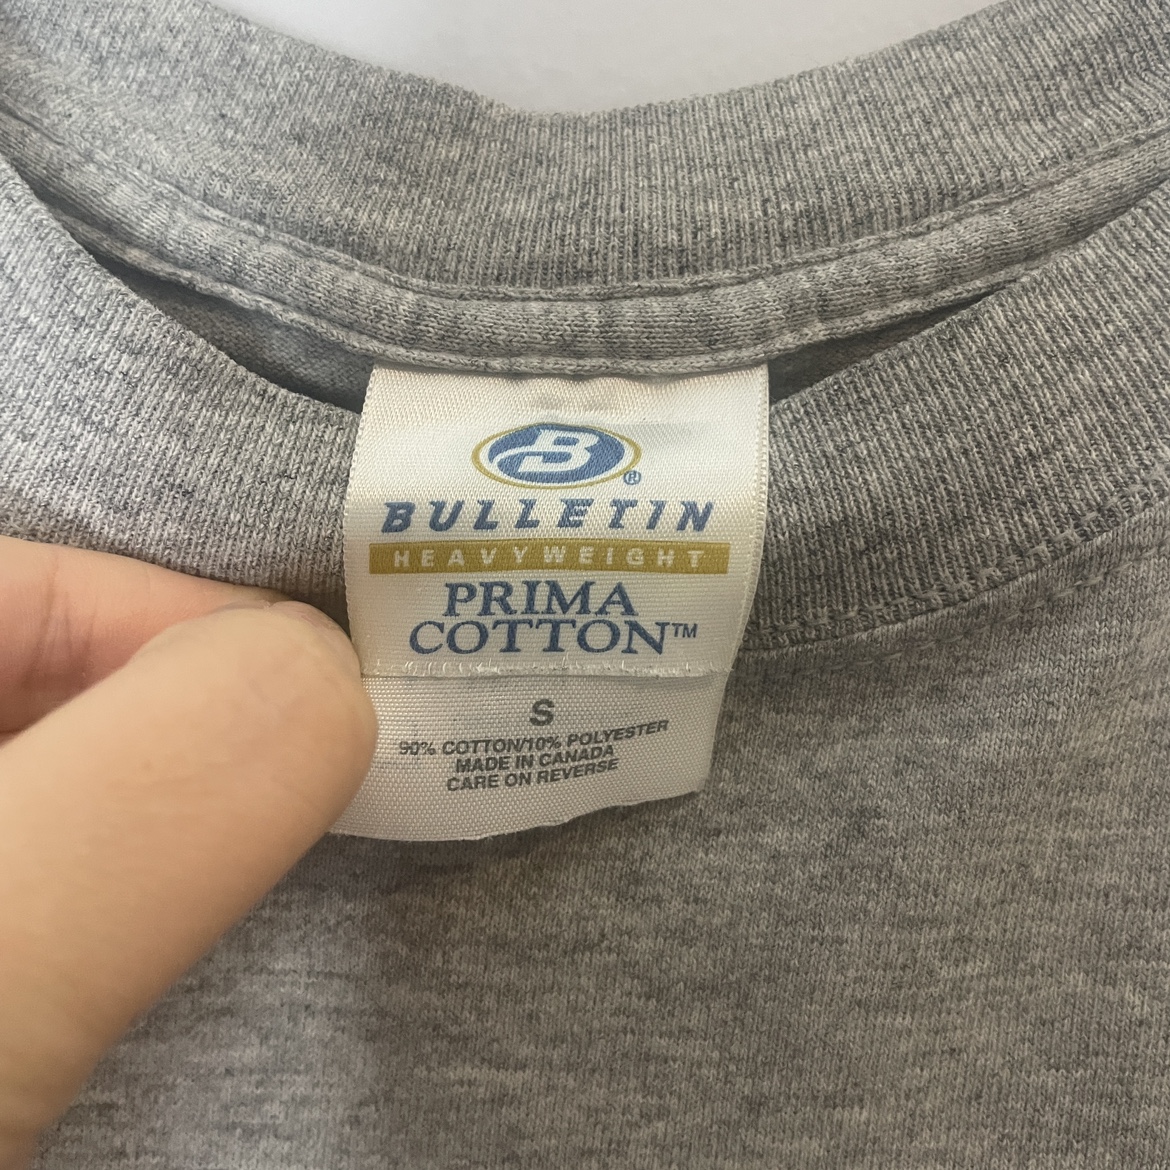 B®
BULLETIN
HEAVYWEIGHT
PRIMA
COTTON™
S
90% COTTON/10% POLYESTER
MADE IN CANADA
CARE ON REVERSE